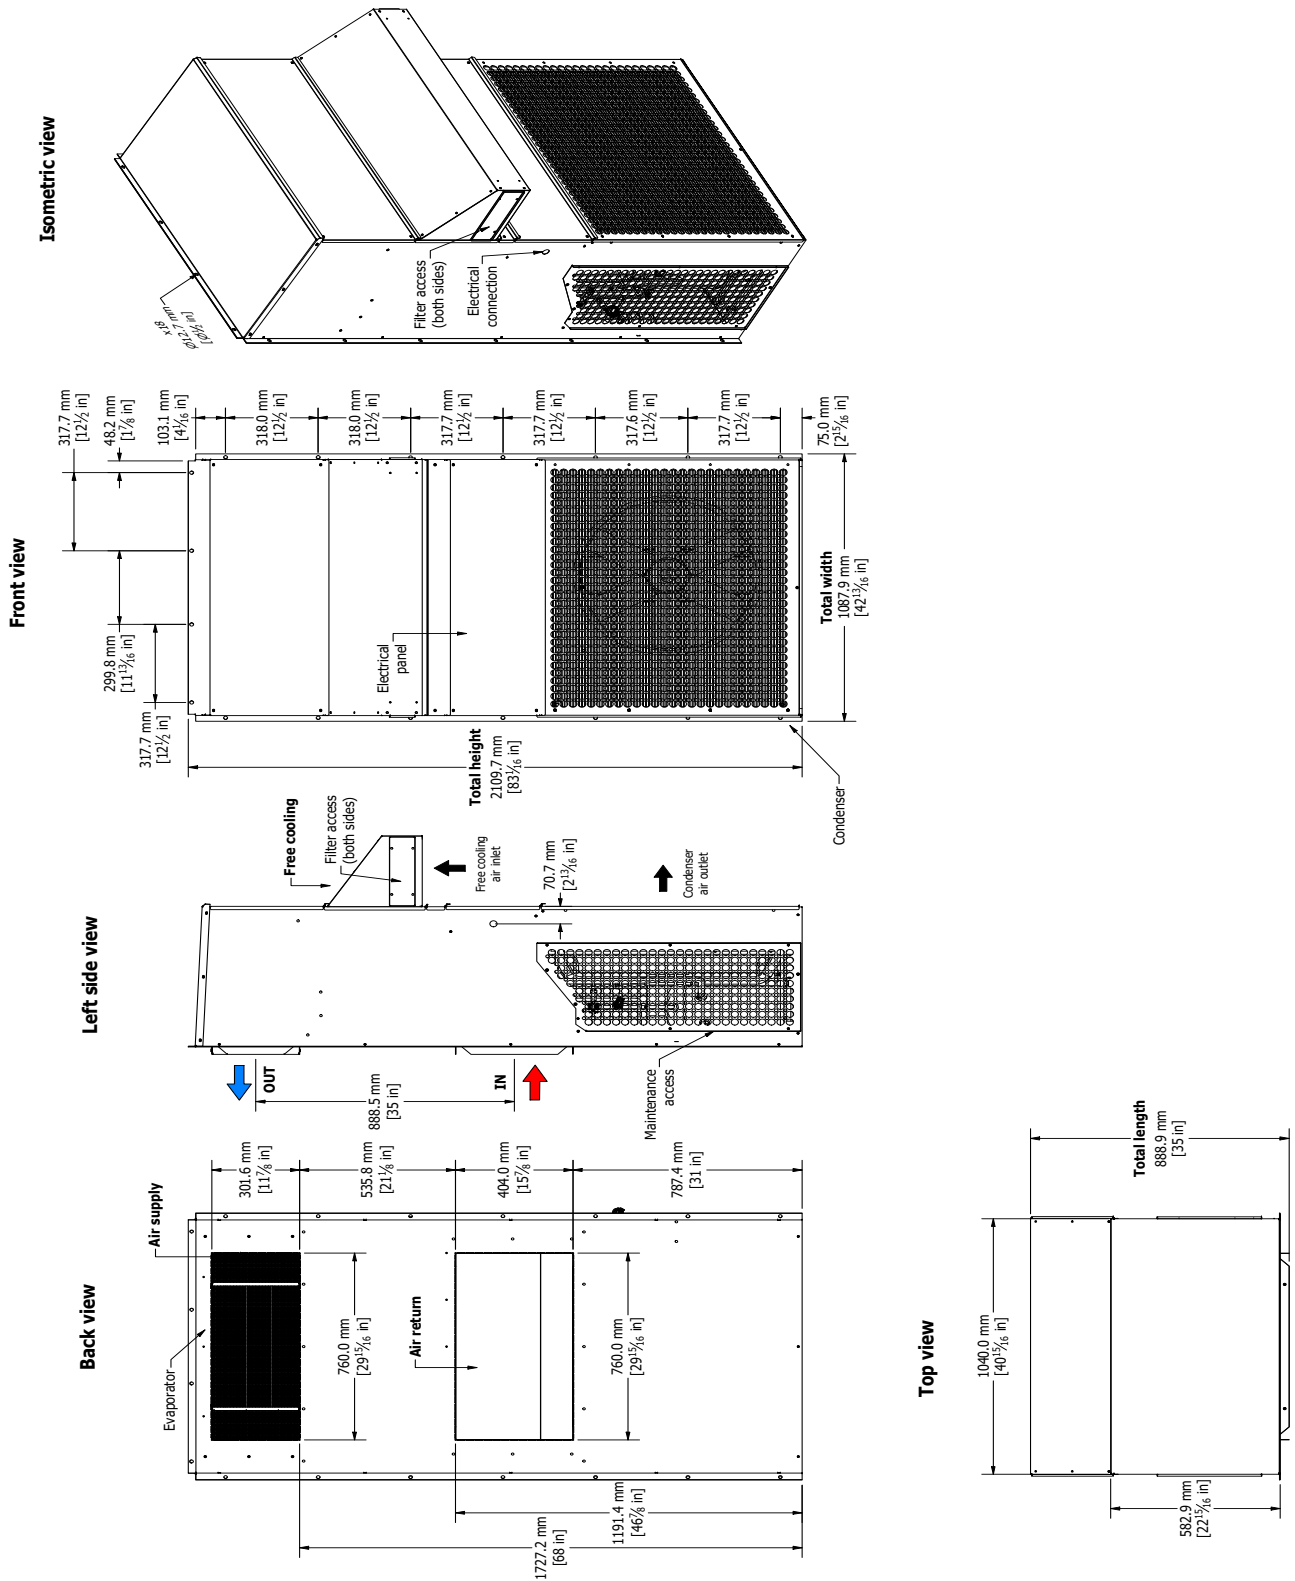 Isometric view
x18
Ø12.7 mm
[Ø½ in]
Filter access
(both sides)
Electrical
connection
Front view
317.7 mm
[12½ in]
48.2 mm
[1⅞ in]
103.1 mm
[4¹⁄₁₆ in]
318.0 mm
[12½ in]
318.0 mm
[12½ in]
317.7 mm
[12½ in]
317.7 mm
[12½ in]
317.6 mm
[12½ in]
317.7 mm
[12½ in]
75.0 mm
[2¹⁵⁄₁₆ in]
299.8 mm
[11¹³⁄₁₆ in]
317.7 mm
[12½ in]
Electrical
panel
Total width
1087.9 mm
[42¹³⁄₁₆ in]
Total height
2109.7 mm
[83¹⁄₁₆ in]
Condenser
Left side view
Free cooling
Filter access
(both sides)
Free cooling
air inlet
70.7 mm
[2¹³⁄₁₆ in]
Condenser
air outlet
OUT
IN
888.5 mm
[35 in]
Maintenance
access
Back view
Air supply
Evaporator
301.6 mm
[11⅞ in]
535.8 mm
[21⅛ in]
404.0 mm
[15⅞ in]
787.4 mm
[31 in]
760.0 mm
[29¹⁵⁄₁₆ in]
Air return
760.0 mm
[29¹⁵⁄₁₆ in]
1191.4 mm
[46⅞ in]
1727.2 mm
[68 in]
Top view
Total length
888.9 mm
[35 in]
1040.0 mm
[40¹⁵⁄₁₆ in]
582.9 mm
[22¹⁵⁄₁₆ in]